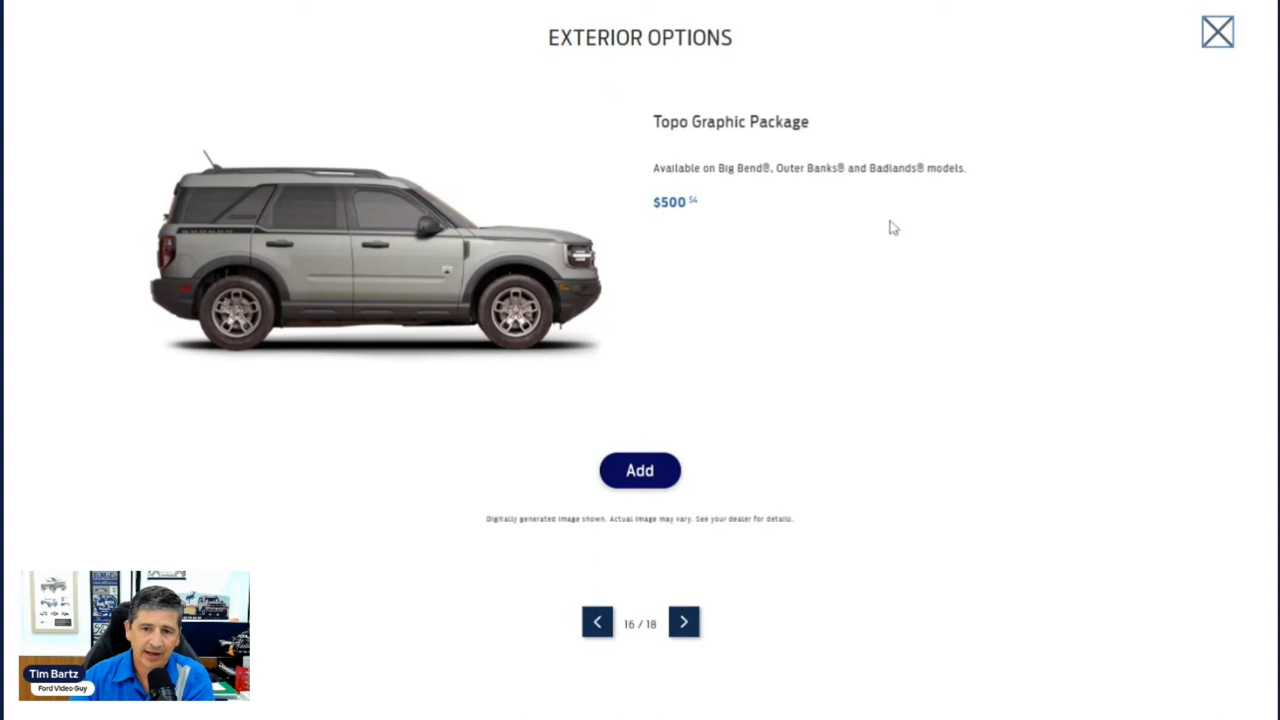 EXTERIOR OPTIONS
Topo Graphic Package
Available on Big Bend®, Outer Banks® and Badlands® models.
$500 54
Add
Digitally generated image shown. Actual image may vary. See your dealer for details.
16 / 18
Tim Bartz
Ford Video Guy